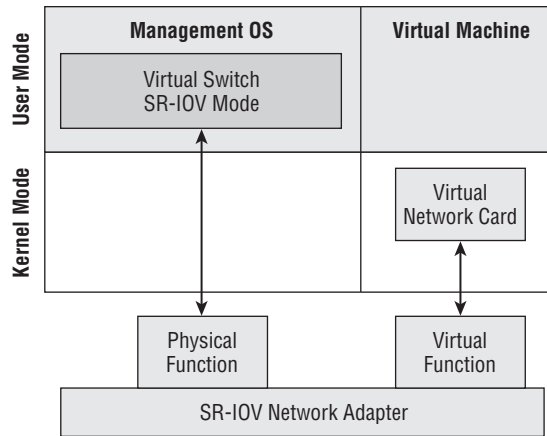 Management OS
Virtual Machine
User Mode
Virtual Switch
SR-IOV Mode
Kernel Mode
Virtual
Network Card
Physical
Function
Virtual
Function
SR-IOV Network Adapter